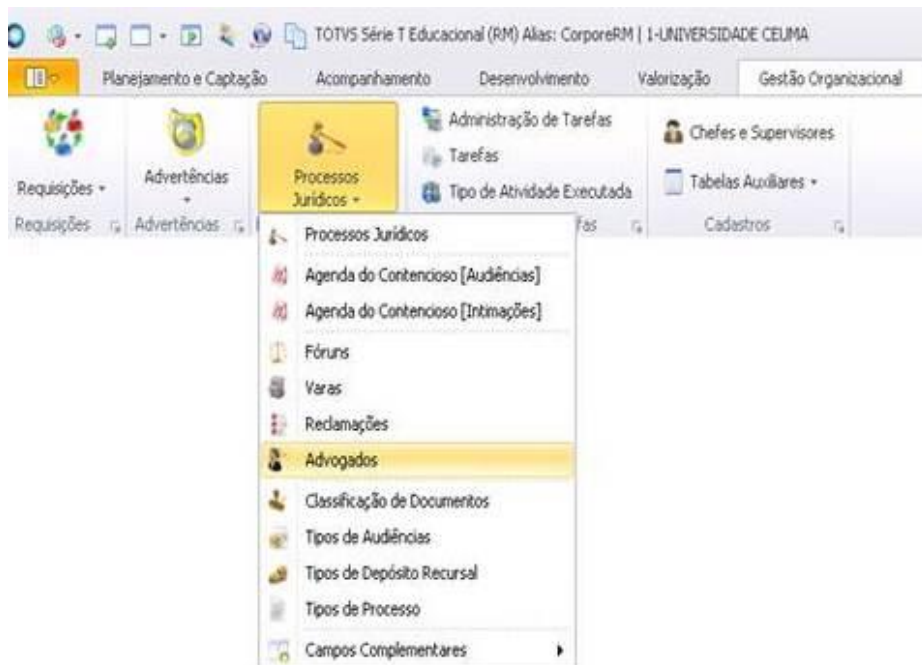 TOTVS Série T Educacional (RM) Alias: CorporeRM | 1-UNIVERSIDADE CEUMA
Planejamento e Captação Acompanhamento Desenvolvimento Valorização Gestão Organizacional
Requisições
Advertências
Processos
Jurídicos
Administração de Tarefas
Tarefas
Tipo de Atividade Executada
Chefes e Supervisores
Tabelas Auxiliares
Requisições Advertências fas Cadastros
Processos Jurídicos
Agenda do Contencioso [Audiências]
Agenda do Contencioso [Intimações]
Fóruns
Varas
Reclamações
Advogados
Classificação de Documentos
Tipos de Audiências
Tipos de Depósito Recursal
Tipos de Processo
Campos Complementares